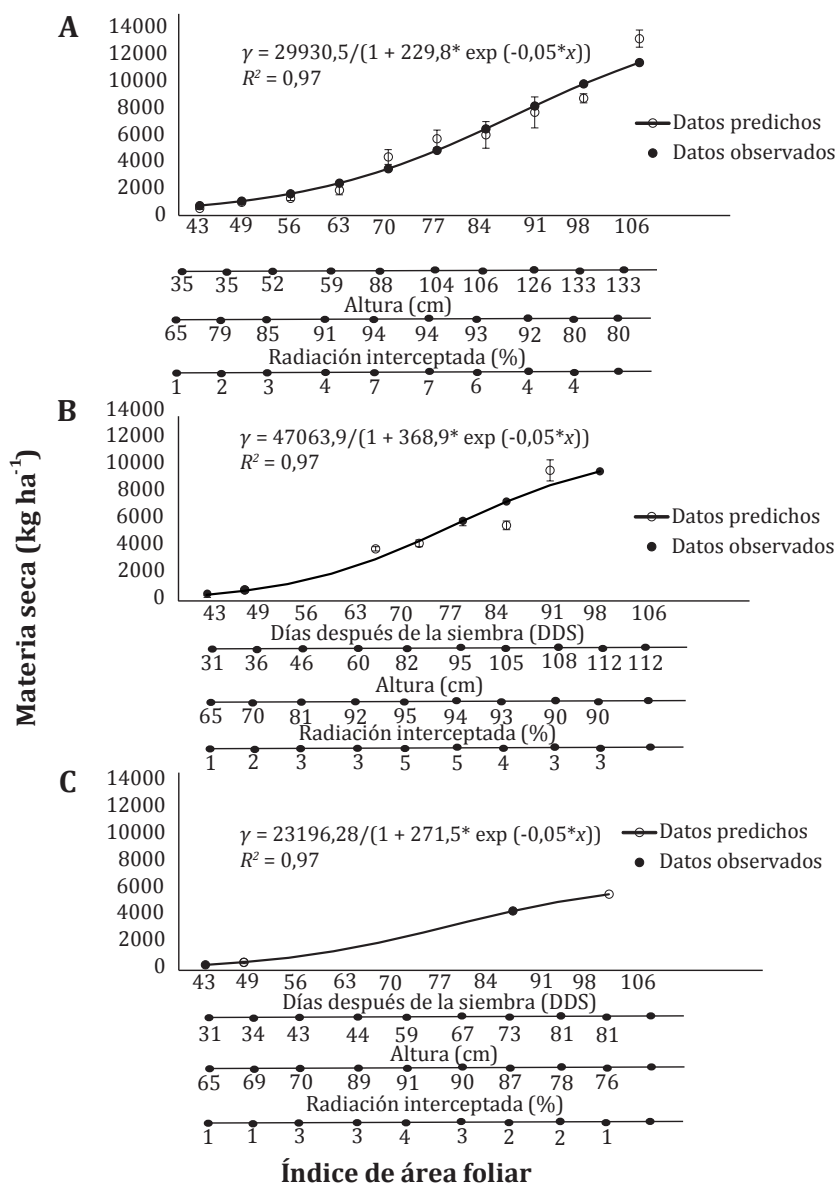 A
14000
12000
10000
8000
6000
4000
2000
0
γ = 29930,5/(1 + 229,8* exp (-0,05*x))
R² = 0,97
Datos predichos
Datos observados
43 49 56 63 70 77 84 91 98 106
35 35 52 59 88 104 106 126 133 133
Altura (cm)
65 79 85 91 94 94 93 92 80 80
Radiación interceptada (%)
1 2 3 4 7 7 6 4 4
B
14000
12000
10000
8000
6000
4000
2000
0
γ = 47063,9/(1 + 368,9* exp (-0,05*x))
R² = 0,97
Datos predichos
Datos observados
43 49 56 63 70 77 84 91 98 106
Días después de la siembra (DDS)
31 36 46 60 82 95 105 108 112 112
Altura (cm)
65 70 81 92 95 94 93 90 90
Radiación interceptada (%)
1 2 3 3 5 5 4 3 3
Materia seca (kg ha⁻¹)
C
14000
12000
10000
8000
6000
4000
2000
0
γ = 23196,28/(1 + 271,5* exp (-0,05*x))
R² = 0,97
Datos predichos
Datos observados
43 49 56 63 70 77 84 91 98 106
Días después de la siembra (DDS)
31 34 43 44 59 67 73 81 81
Altura (cm)
65 69 70 89 91 90 87 78 76
Radiación interceptada (%)
1 1 3 3 4 3 2 2 1
Índice de área foliar